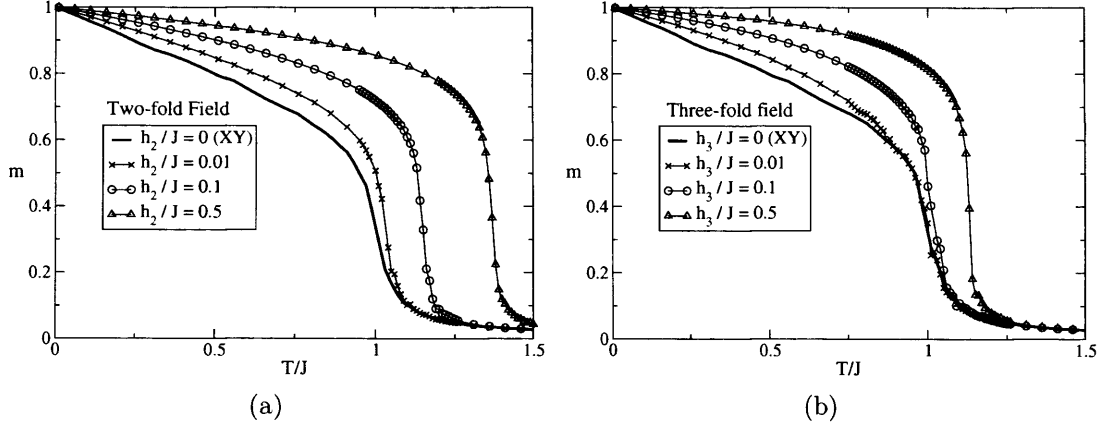 1
0.8
0.6
m
0.4
0.2
0
0
0.5
1
1.5
T/J
Two-fold Field
h2 / J = 0 (XY)
h2 / J = 0.01
h2 / J = 0.1
h2 / J = 0.5
(a)
1
0.8
0.6
m
0.4
0.2
0
0
0.5
1
1.5
T/J
Three-fold field
h3 / J = 0 (XY)
h3 / J = 0.01
h3 / J = 0.1
h3 / J = 0.5
(b)